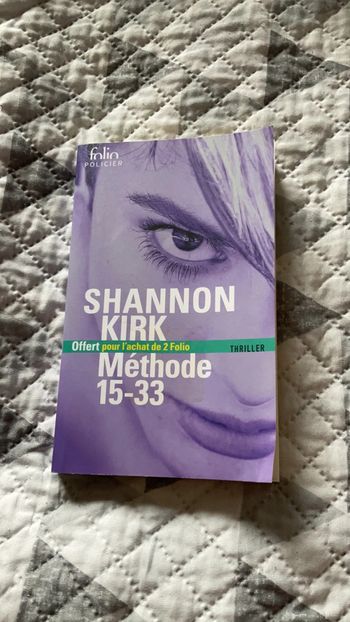 folio
POLICIER
SHANNON
KIRK
Offert pour l'achat de 2 Folio THRILLER
Méthode
15-33